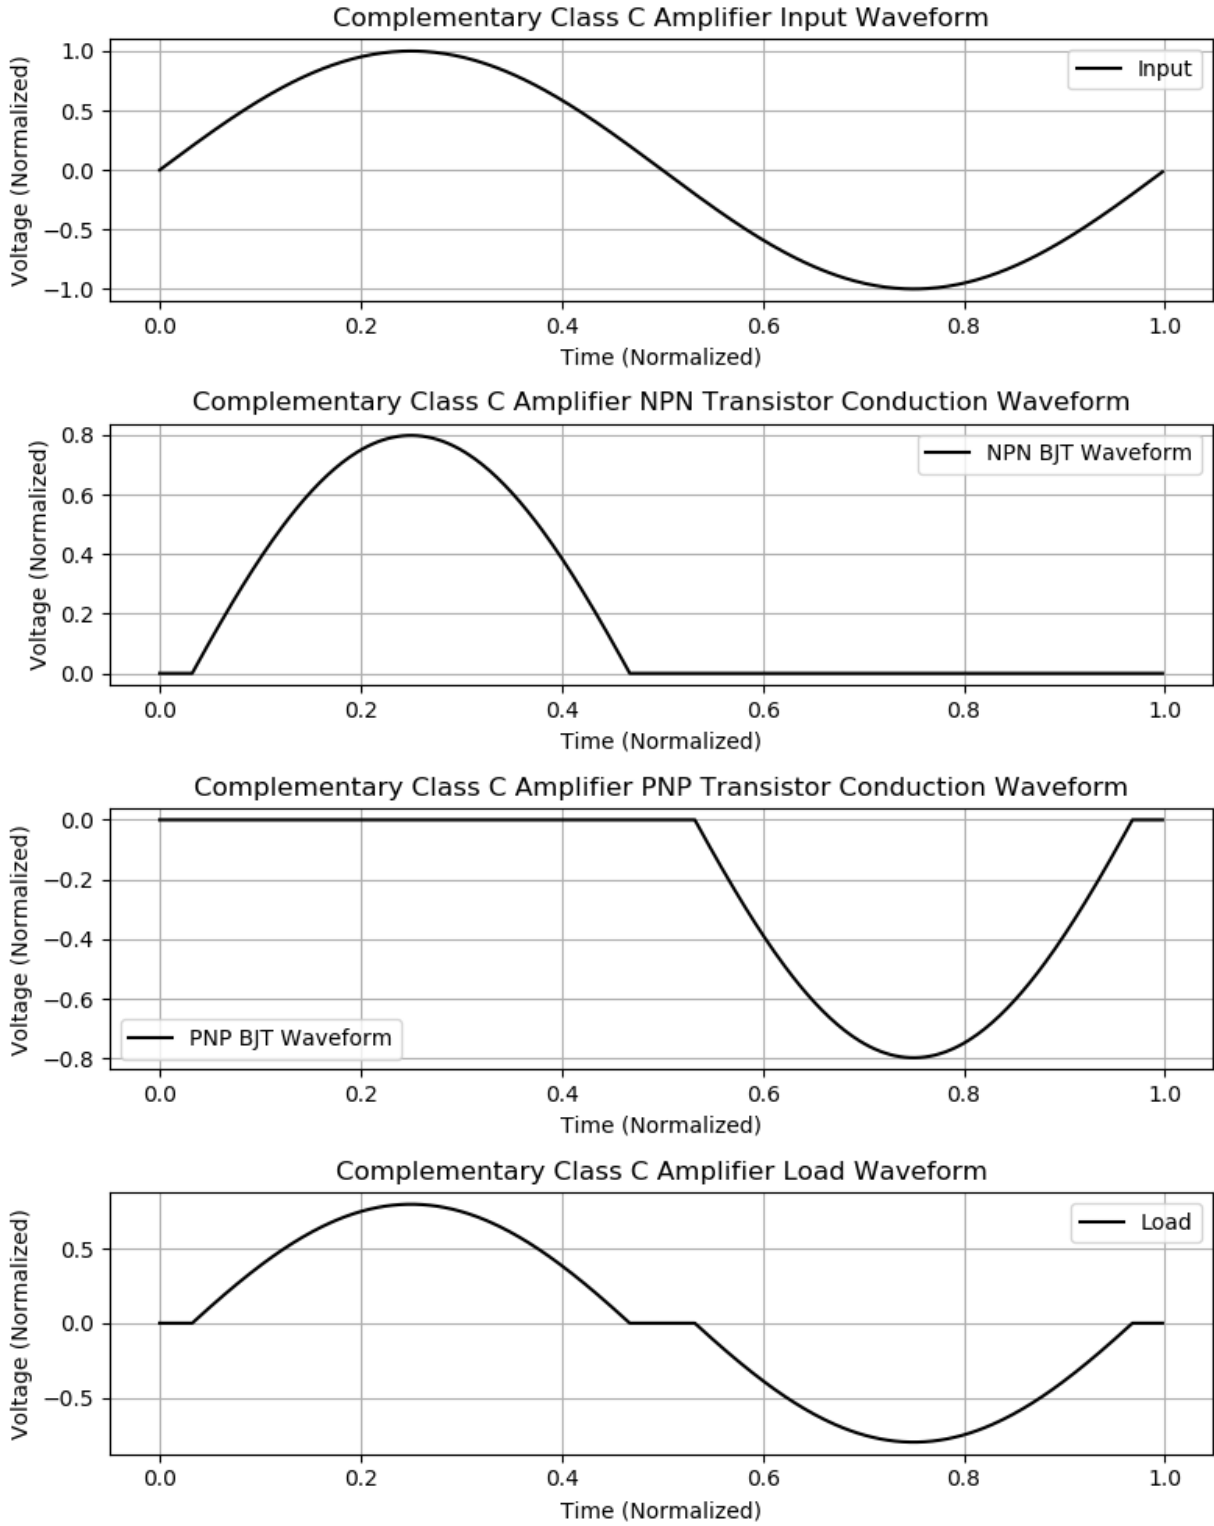 Complementary Class C Amplifier Input Waveform
1.0
0.5
0.0
−0.5
−1.0
Voltage (Normalized)
Input
0.0 0.2 0.4 0.6 0.8 1.0
Time (Normalized)
Complementary Class C Amplifier NPN Transistor Conduction Waveform
0.8
0.6
0.4
0.2
0.0
Voltage (Normalized)
NPN BJT Waveform
0.0 0.2 0.4 0.6 0.8 1.0
Time (Normalized)
Complementary Class C Amplifier PNP Transistor Conduction Waveform
0.0
−0.2
−0.4
−0.6
−0.8
Voltage (Normalized)
PNP BJT Waveform
0.0 0.2 0.4 0.6 0.8 1.0
Time (Normalized)
Complementary Class C Amplifier Load Waveform
0.5
0.0
−0.5
Voltage (Normalized)
Load
0.0 0.2 0.4 0.6 0.8 1.0
Time (Normalized)